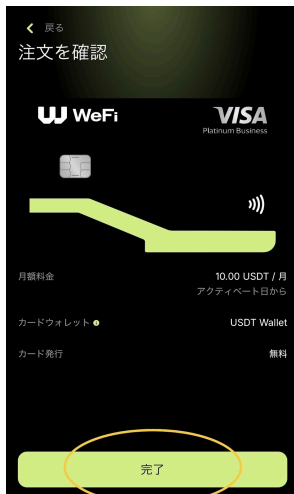 戻る
注文を確認
WeFi
VISA
Platinum Business
月額料金 10.00 USDT / 月
アクティベート日から
カードウォレット USDT Wallet
カード発行 無料
完了